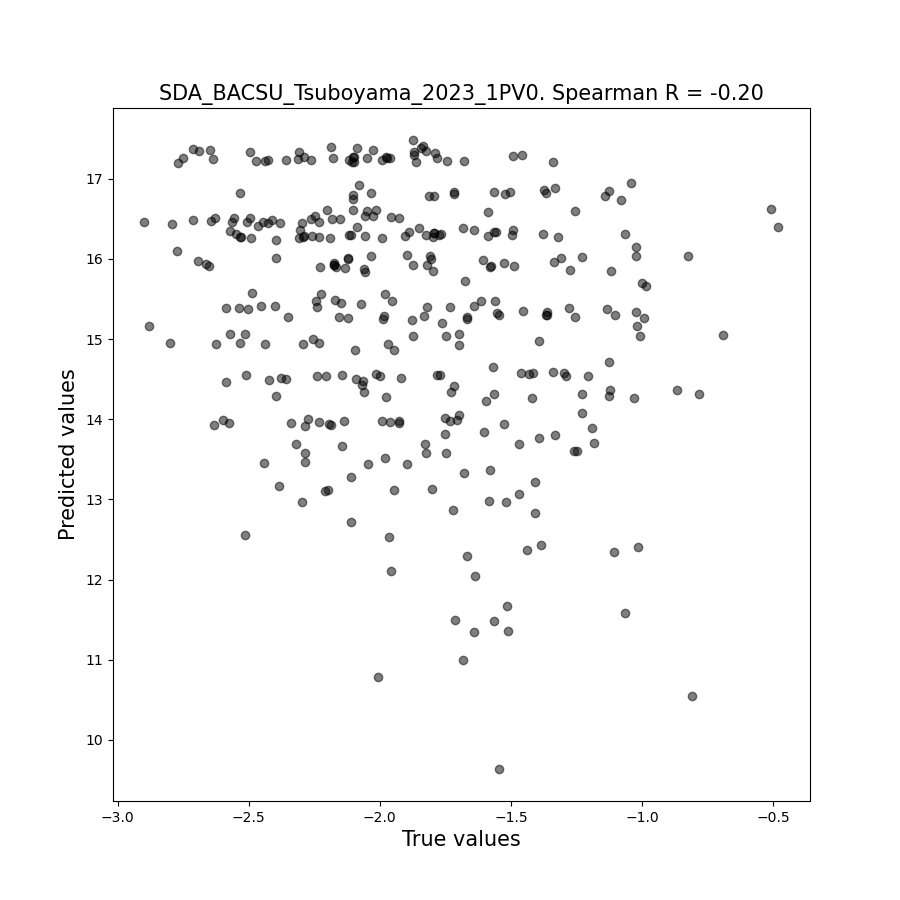 SDA_BACSU_Tsuboyama_2023_1PV0. Spearman R = -0.20
Predicted values
17
16
15
14
13
12
11
10
−3.0 −2.5 −2.0 −1.5 −1.0 −0.5
True values